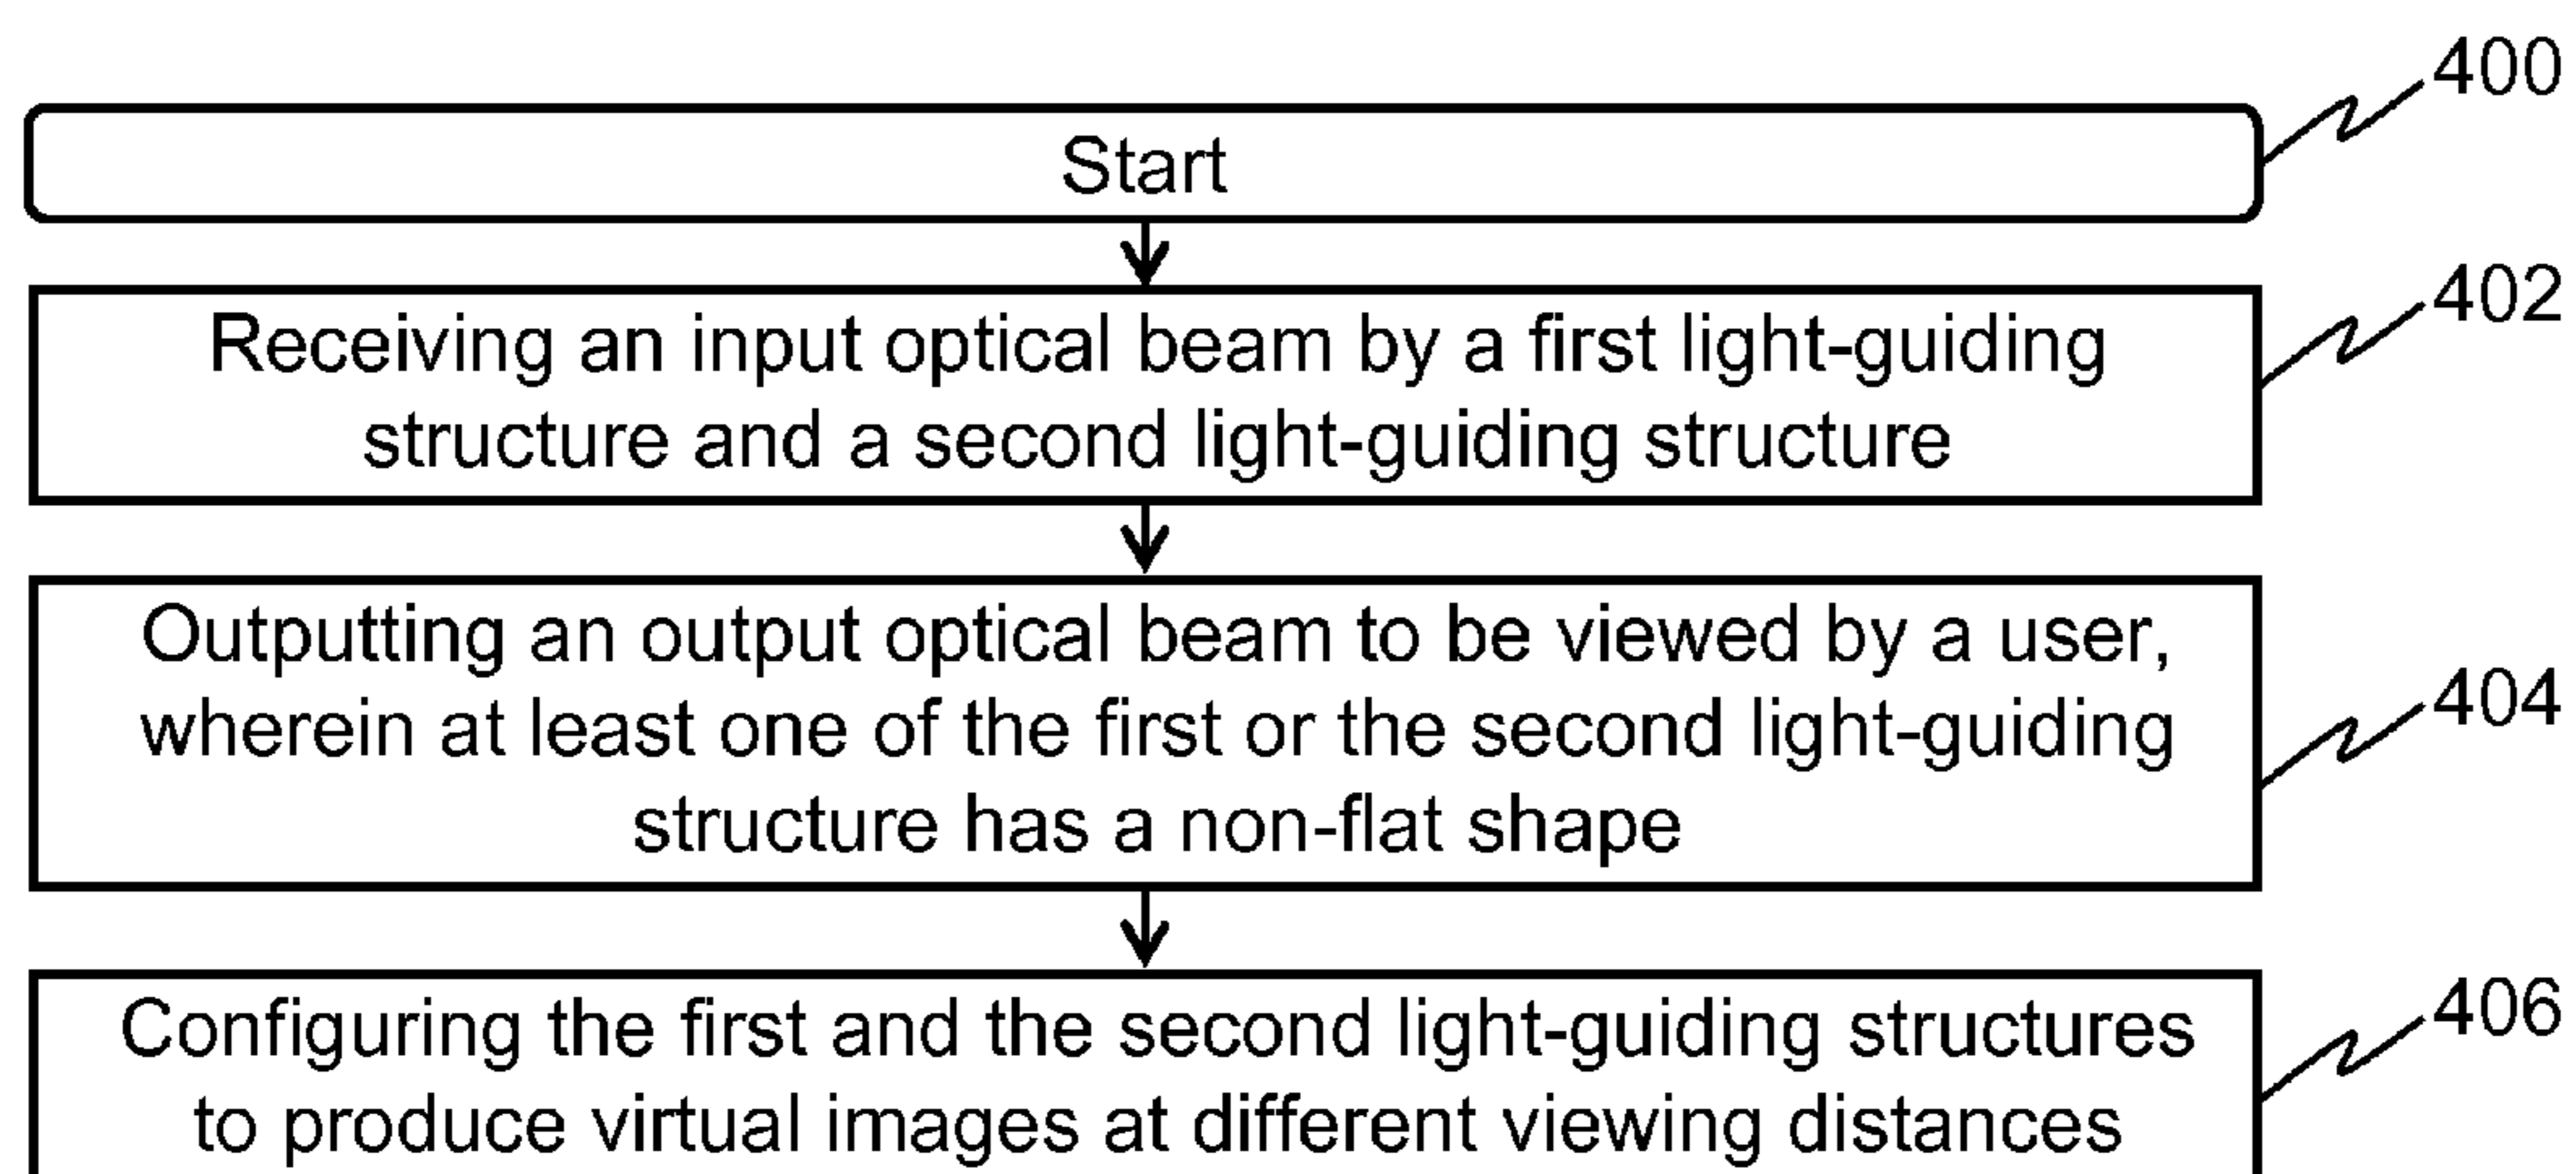 400
Start
402
Receiving an input optical beam by a first light-guiding
structure and a second light-guiding structure
Outputting an output optical beam to be viewed by a user,
wherein at least one of the first or the second light-guiding
404
structure has a non-flat shape
Configuring the first and the second light-guiding structures
406
to produce virtual images at different viewing distances